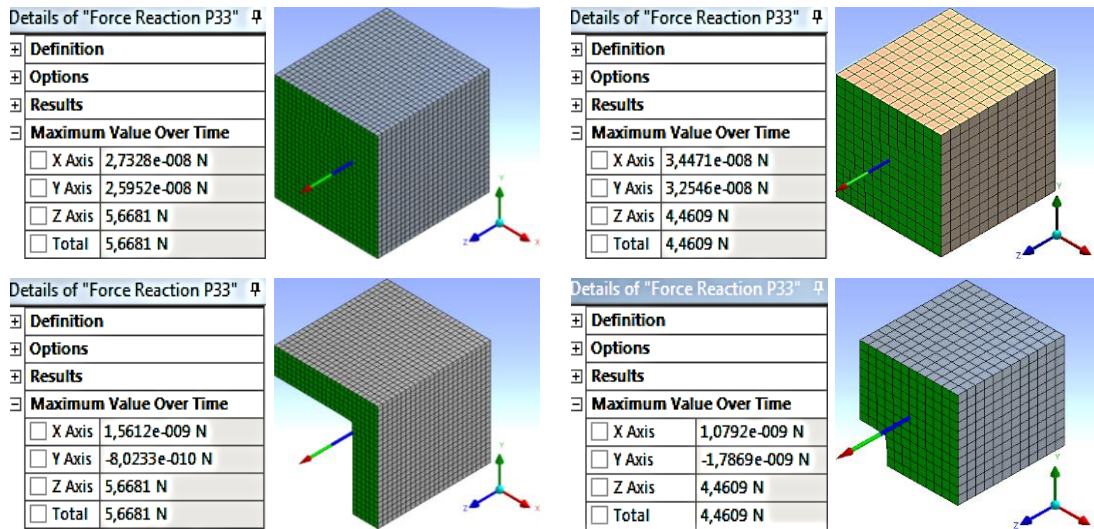 Details of "Force Reaction P33"
Definition
Options
Results
Maximum Value Over Time
X Axis 2,7328e-008 N
Y Axis 2,5952e-008 N
Z Axis 5,6681 N
Total 5,6681 N
Y
Z
X
Details of "Force Reaction P33"
Definition
Options
Results
Maximum Value Over Time
X Axis 3,4471e-008 N
Y Axis 3,2546e-008 N
Z Axis 4,4609 N
Total 4,4609 N
Y
Z
Details of "Force Reaction P33"
Definition
Options
Results
Maximum Value Over Time
X Axis 1,5612e-009 N
Y Axis -8,0233e-010 N
Z Axis 5,6681 N
Total 5,6681 N
Y
Z
X
Details of "Force Reaction P33"
Definition
Options
Results
Maximum Value Over Time
X Axis 1,0792e-009 N
Y Axis -1,7869e-009 N
Z Axis 4,4609 N
Total 4,4609 N
Y
Z